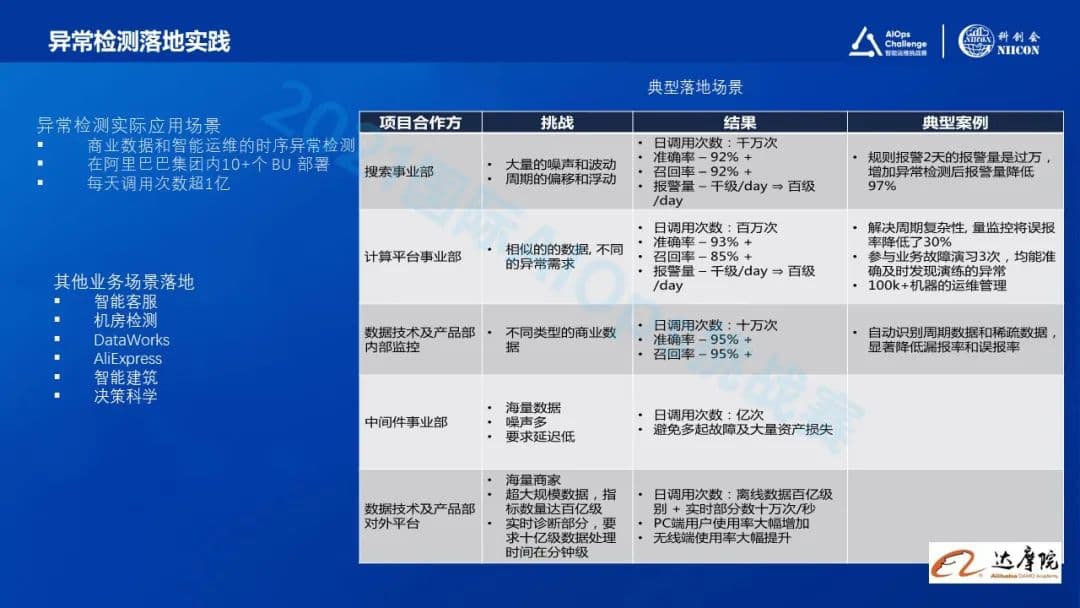 异常检测落地实践
AIOps
Challenge
智能运维挑战赛
科创会
NIICON
典型落地场景
异常检测实际应用场景
▪ 商业数据和智能运维的时序异常检测
▪ 在阿里巴巴集团内10+个 BU 部署
▪ 每天调用次数超1亿
其他业务场景落地
▪ 智能客服
▪ 机房检测
▪ DataWorks
▪ AliExpress
▪ 智能建筑
▪ 决策科学
项目合作方 挑战 结果 典型案例
搜索事业部
• 大量的噪声和波动
• 周期的偏移和浮动
• 日调用次数：千万次
• 准确率 – 92% +
• 召回率 – 92% +
• 报警量 – 千级/day ⇒ 百级
/day
• 规则报警2天的报警量是过万，
增加异常检测后报警量降低
97%
计算平台事业部
• 相似的的数据, 不同
的异常需求
• 日调用次数：百万次
• 准确率 – 93% +
• 召回率 – 85% +
• 报警量 – 千级/day ⇒ 百级
/day
• 解决周期复杂性, 量监控将误报
率降低了30%
• 参与业务故障演习3次，均能准
确及时发现演练的异常
• 100k+机器的运维管理
数据技术及产品部
内部监控
• 不同类型的商业数
据
• 日调用次数：十万次
• 准确率 – 95% +
• 召回率 – 95% +
• 自动识别周期数据和稀疏数据，
显著降低漏报率和误报率
中间件事业部
• 海量数据
• 噪声多
• 要求延迟低
• 日调用次数：亿次
• 避免多起故障及大量资产损失
数据技术及产品部
对外平台
• 海量商家
• 超大规模数据，指
标数量达百亿级
• 实时诊断部分，要
求十亿级数据处理
时间在分钟级
• 日调用次数：离线数据百亿级
别 + 实时部分数十万次/秒
• PC端用户使用率大幅增加
• 无线端使用率大幅提升
2021国际AIOps挑战赛
达摩院
Alibaba DAMO Academy